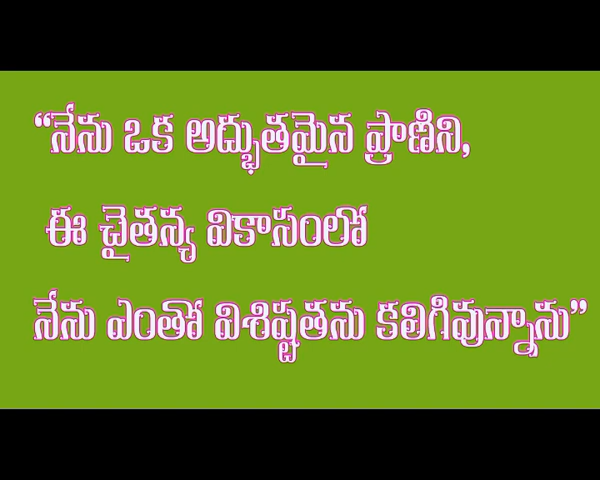 “నేను ఒక అద్భుతమైన ప్రాణిని,
ఈ చైతన్య వికాసంలో
నేను ఎంతో విశిష్టతను కలిగివున్నాను”